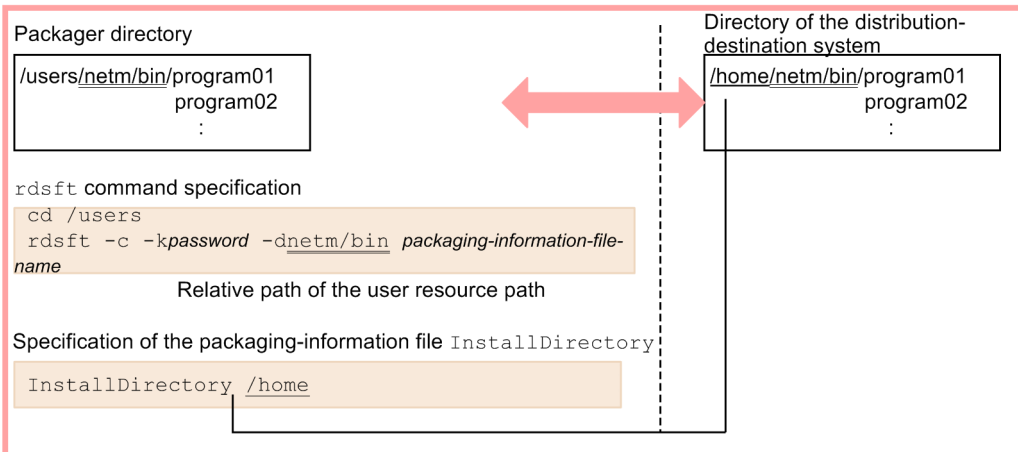 Packager directory
/users/netm/bin/program01
program02
:
Directory of the distribution-
destination system
/home/netm/bin/program01
program02
:
rdsft command specification
cd /users
rdsft -c -kpassword -dnetm/bin packaging-information-file-
name
Relative path of the user resource path
Specification of the packaging-information file InstallDirectory
InstallDirectory /home